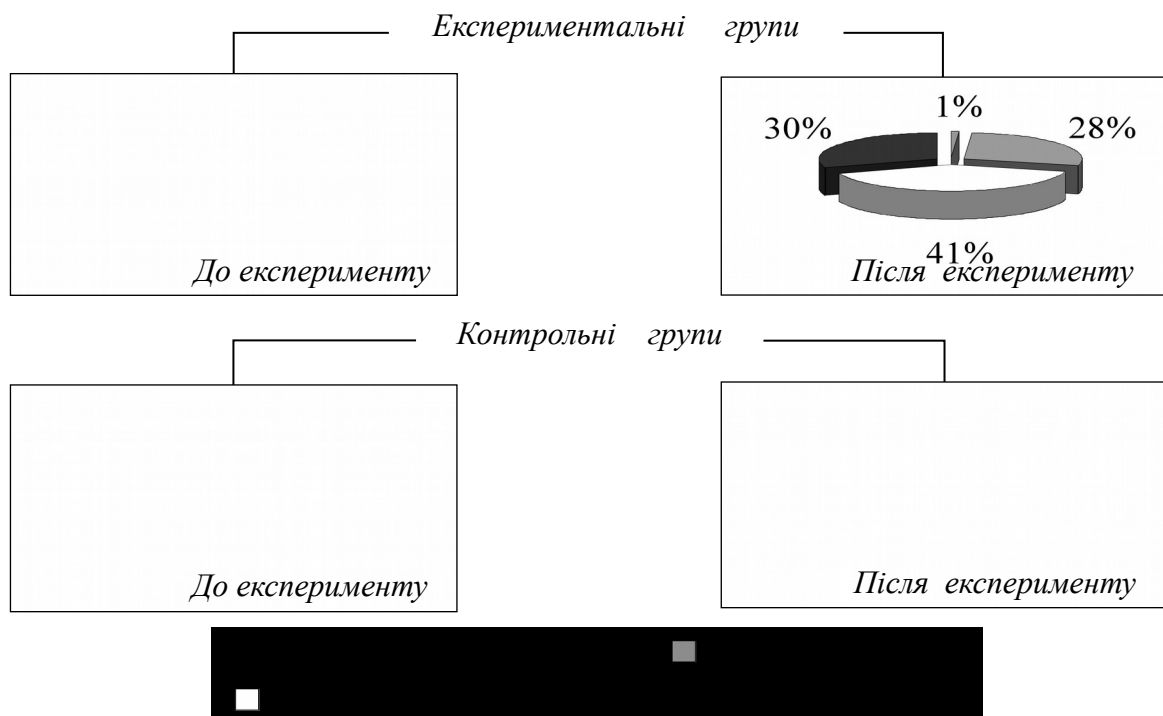 Експериментальні групи
1%
30%
28%
41%
До експерименту
Після експерименту
Контрольні групи
До експерименту
Після експерименту